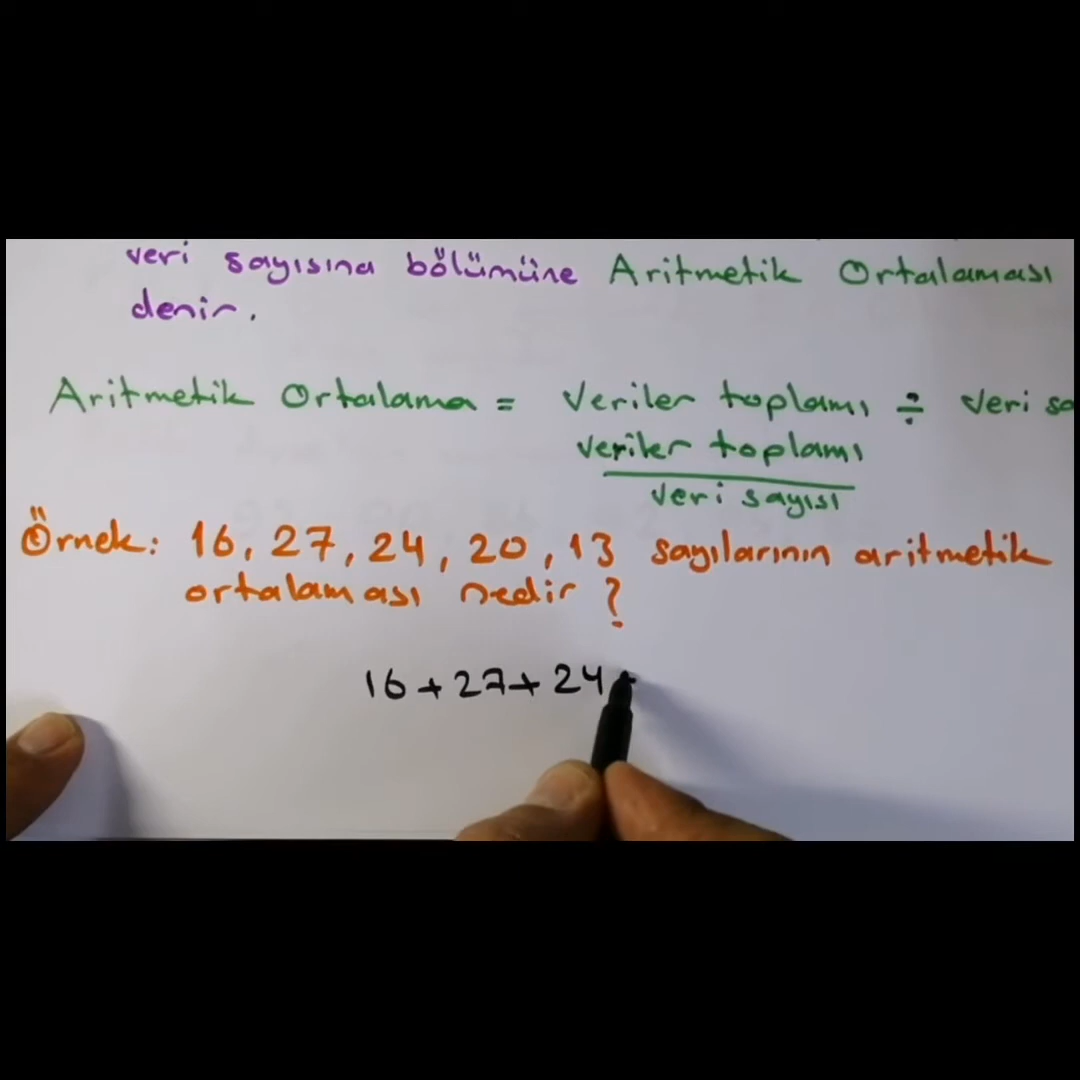 veri sayısına bölümüne Aritmetik Ortalaması
denir.
Aritmetik Ortalama = Veriler toplamı ÷ veri
veriler toplamı
veri sayısı
Örnek: 16, 27, 24, 20, 13 sayılarının aritmetik
ortalaması nedir ?
16 + 27 + 24 +